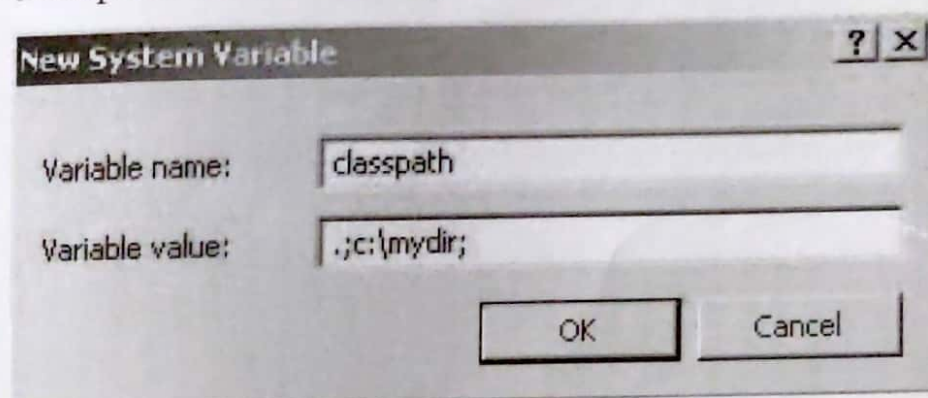 New System Variable ? X
Variable name: classpath
Variable value: .;c:\mydir;
OK Cancel